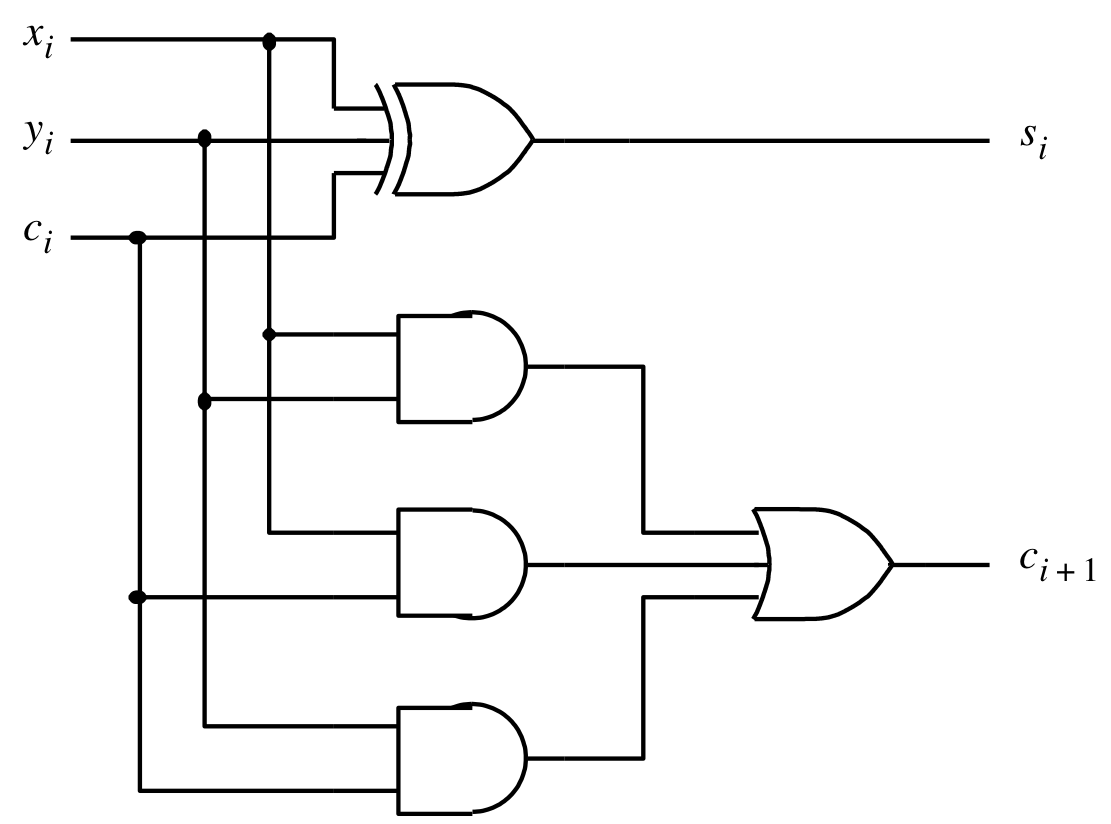 x_i
y_i
s_i
c_i
c_{i + 1}